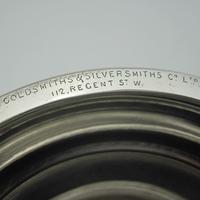 GOLDSMITHS & SILVERSMITHS Co LTD
112, REGENT ST W.